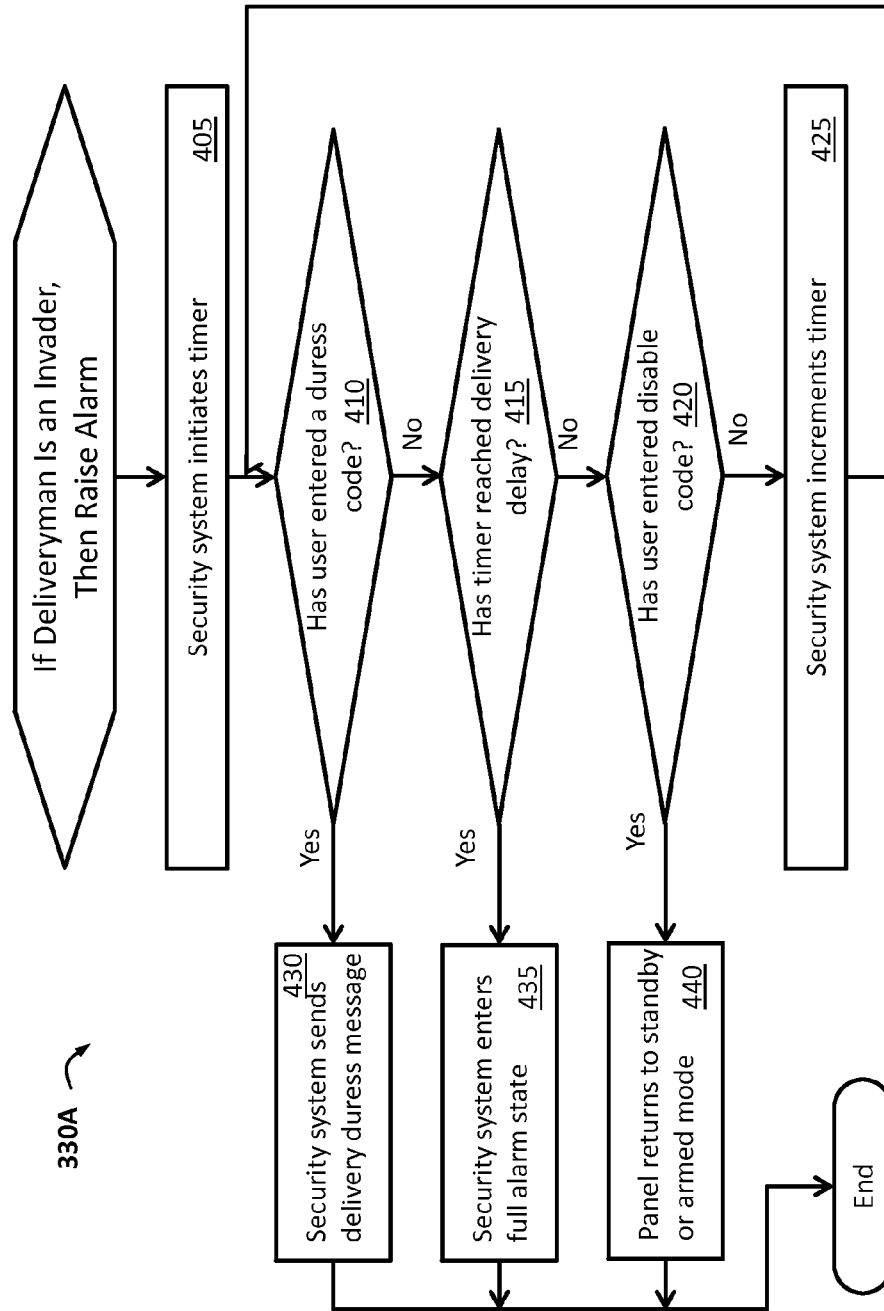 330A
If Deliveryman Is an Invader,
Then Raise Alarm
Security system initiates timer 405
Has user entered a duress
code? 410
Yes
No
430
Security system sends
delivery duress message
Has timer reached delivery
delay? 415
Yes
No
Security system enters
full alarm state 435
Has user entered disable
code? 420
Yes
No
Panel returns to standby
or armed mode 440
Security system increments timer 425
End